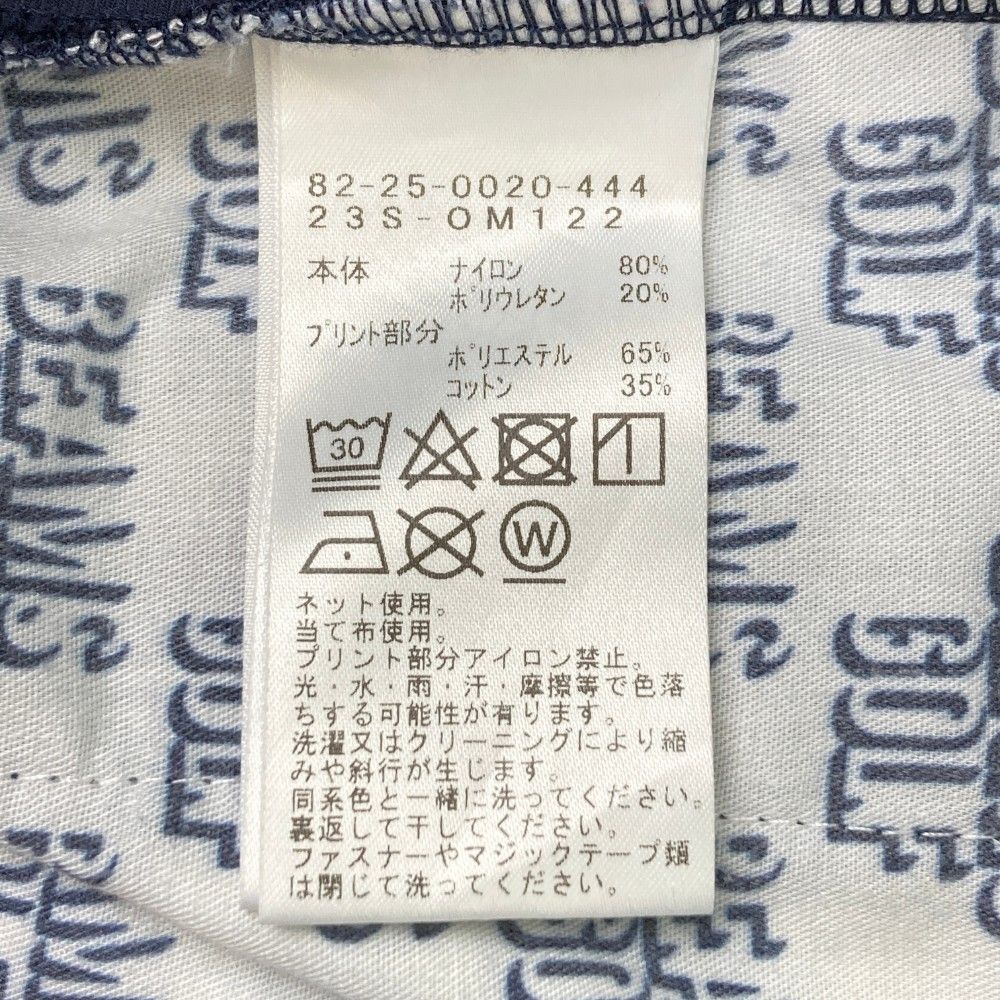 82-25-0020-444
23S-OM122
本体 ナイロン 80%
ポリウレタン 20%
プリント部分
ポリエステル 65%
コットン 35%
30
W
ネット使用。
当て布使用。
プリント部分アイロン禁止。
光・水・雨・汗・摩擦等で色落
ちする可能性が有ります。
洗濯又はクリーニングにより縮
みや斜行が生じます。
同系色と一緒に洗ってください。
裏返して干してください。
ファスナーやマジックテープ類
は閉じて洗ってください。
BEAMS
GOLF
BEAMS
GOLF
GOLF
GOLF